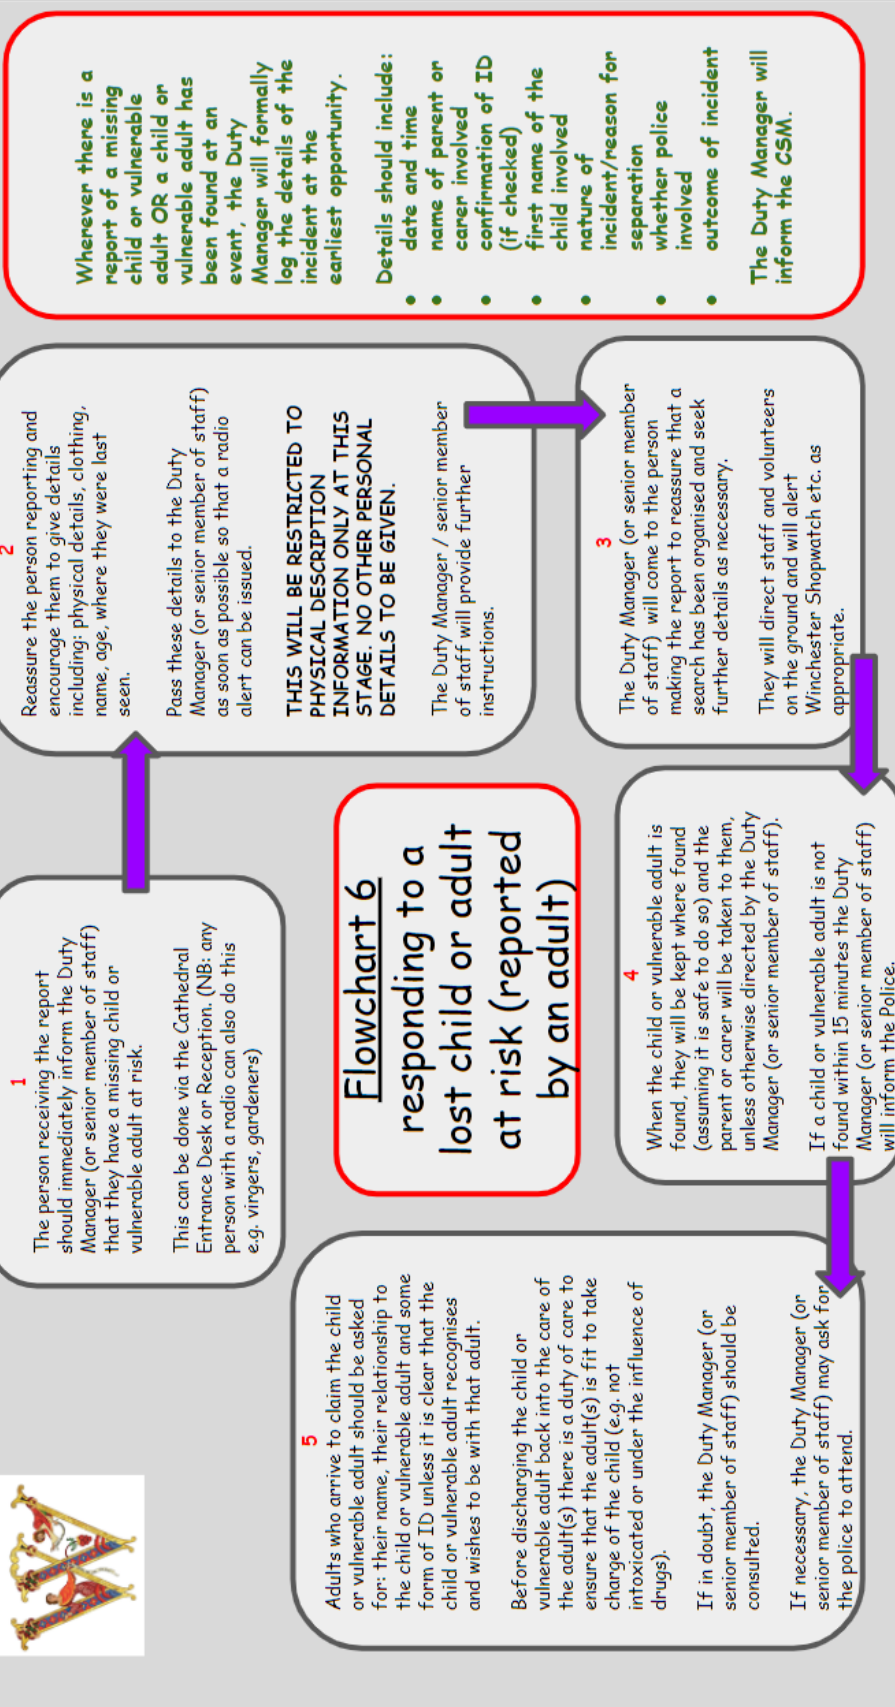 1
The person receiving the report
should immediately inform the Duty
Manager (or senior member of staff)
that they have a missing child or
vulnerable adult at risk.
This can be done via the Cathedral
Entrance Desk or Reception. (NB: any
person with a radio can also do this
e.g. virgers, gardeners)
2
Reassure the person reporting and
encourage them to give details
including: physical details, clothing,
name, age, where they were last
seen.
Pass these details to the Duty
Manager (or senior member of staff)
as soon as possible so that a radio
alert can be issued.
THIS WILL BE RESTRICTED TO
PHYSICAL DESCRIPTION
INFORMATION ONLY AT THIS
STAGE. NO OTHER PERSONAL
DETAILS TO BE GIVEN.
The Duty Manager / senior member
of staff will provide further
instructions.
Flowchart 6
responding to a
lost child or adult
at risk (reported
by an adult)
3
The Duty Manager (or senior member
of staff) will come to the person
making the report to reassure that a
search has been organised and seek
further details as necessary.
They will direct staff and volunteers
on the ground and will alert
Winchester Shopwatch etc. as
appropriate.
4
When the child or vulnerable adult is
found, they will be kept where found
(assuming it is safe to do so) and the
parent or carer will be taken to them,
unless otherwise directed by the Duty
Manager (or senior member of staff).
If a child or vulnerable adult is not
found within 15 minutes the Duty
Manager (or senior member of staff)
will inform the Police.
5
Adults who arrive to claim the child
or vulnerable adult should be asked
for: their name, their relationship to
the child or vulnerable adult and some
form of ID unless it is clear that the
child or vulnerable adult recognises
and wishes to be with that adult.
Before discharging the child or
vulnerable adult back into the care of
the adult(s) there is a duty of care to
ensure that the adult(s) is fit to take
charge of the child (e.g. not
intoxicated or under the influence of
drugs).
If in doubt, the Duty Manager (or
senior member of staff) should be
consulted.
If necessary, the Duty Manager (or
senior member of staff) may ask for
the police to attend.
Wherever there is a
report of a missing
child or vulnerable
adult OR a child or
vulnerable adult has
been found at an
event, the Duty
Manager will formally
log the details of the
incident at the
earliest opportunity.
Details should include:
• date and time
• name of parent or
carer involved
• confirmation of ID
(if checked)
• first name of the
child involved
• nature of
incident/reason for
separation
• whether police
involved
• outcome of incident
The Duty Manager will
inform the CSM.